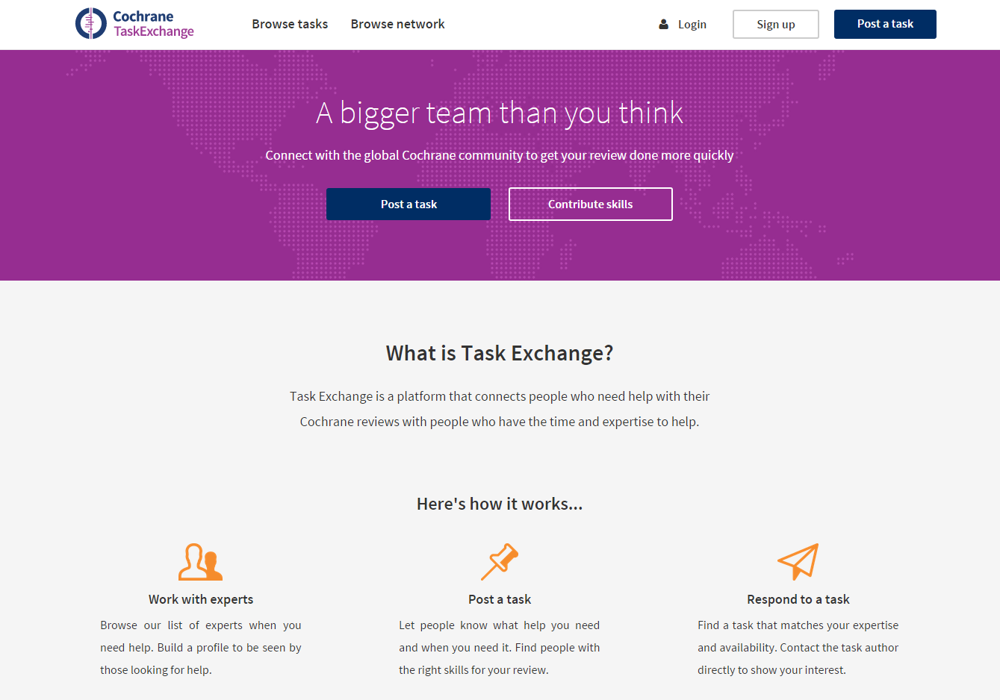 Cochrane
TaskExchange
Browse tasks
Browse network
Login
Sign up
Post a task
A bigger team than you think
Connect with the global Cochrane community to get your review done more quickly
Post a task
Contribute skills
What is Task Exchange?
Task Exchange is a platform that connects people who need help with their
Cochrane reviews with people who have the time and expertise to help.
Here's how it works...
Work with experts
Browse our list of experts when you
need help. Build a profile to be seen by
those looking for help.
Post a task
Let people know what help you need
and when you need it. Find people with
the right skills for your review.
Respond to a task
Find a task that matches your expertise
and availability. Contact the task author
directly to show your interest.